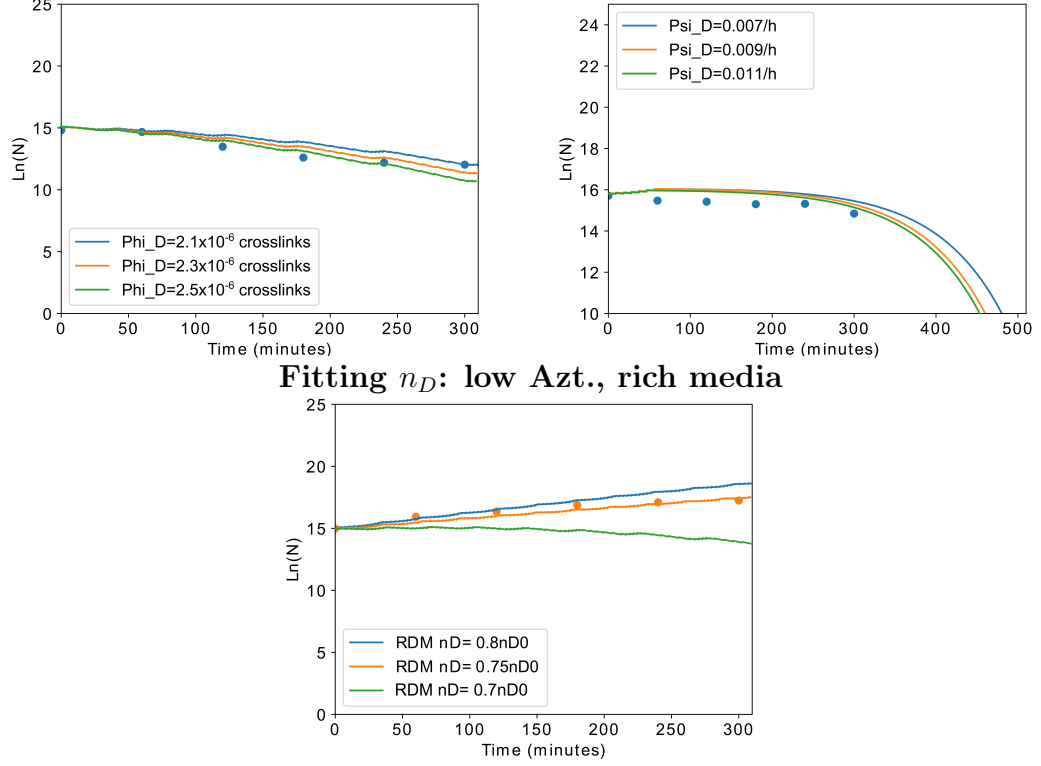 25
20
15
10
5
0
Ln(N)
Phi_D=2.1x10⁻⁶ crosslinks
Phi_D=2.3x10⁻⁶ crosslinks
Phi_D=2.5x10⁻⁶ crosslinks
0 50 100 150 200 250 300
Time (minutes)
24
22
20
18
16
14
12
10
Ln(N)
Psi_D=0.007/h
Psi_D=0.009/h
Psi_D=0.011/h
0 100 200 300 400 500
Time (minutes)
Fitting n_D: low Azt., rich media
25
20
15
10
5
0
Ln(N)
RDM nD= 0.8nD0
RDM nD= 0.75nD0
RDM nD= 0.7nD0
0 50 100 150 200 250 300
Time (minutes)